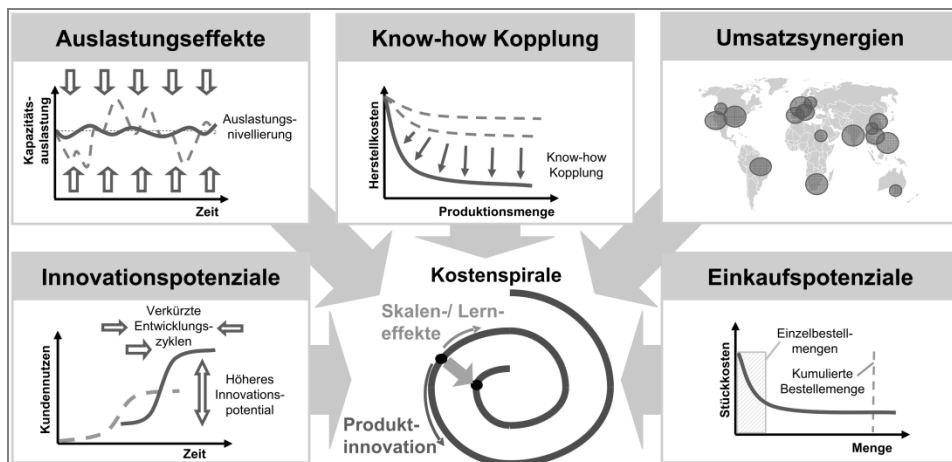 Auslastungseffekte
Kapazitäts-
auslastung
Auslastungs-
nivellierung
Zeit
Know-how Kopplung
Herstellkosten
Know-how
Kopplung
Produktionsmenge
Umsatzsynergien
Innovationspotenziale
Kundennutzen
Verkürzte
Entwicklungs-
zyklen
Höheres
Innovations-
potential
Zeit
Kostenspirale
Skalen-/ Lern-
effekte
Produkt-
innovation
Einkaufspotenziale
Stückkosten
Einzelbestell-
mengen
Kumulierte
Bestellemenge
Menge